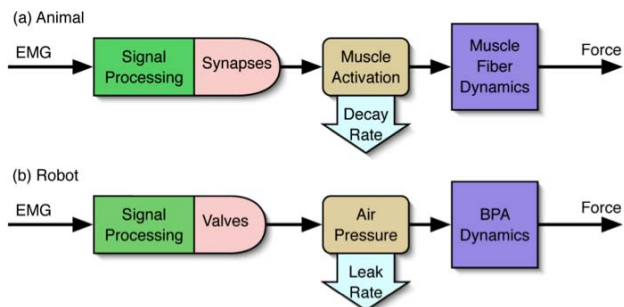 (a) Animal
EMG
Signal
Processing
Synapses
Muscle
Activation
Decay
Rate
Muscle
Fiber
Dynamics
Force
(b) Robot
EMG
Signal
Processing
Valves
Air
Pressure
Leak
Rate
BPA
Dynamics
Force